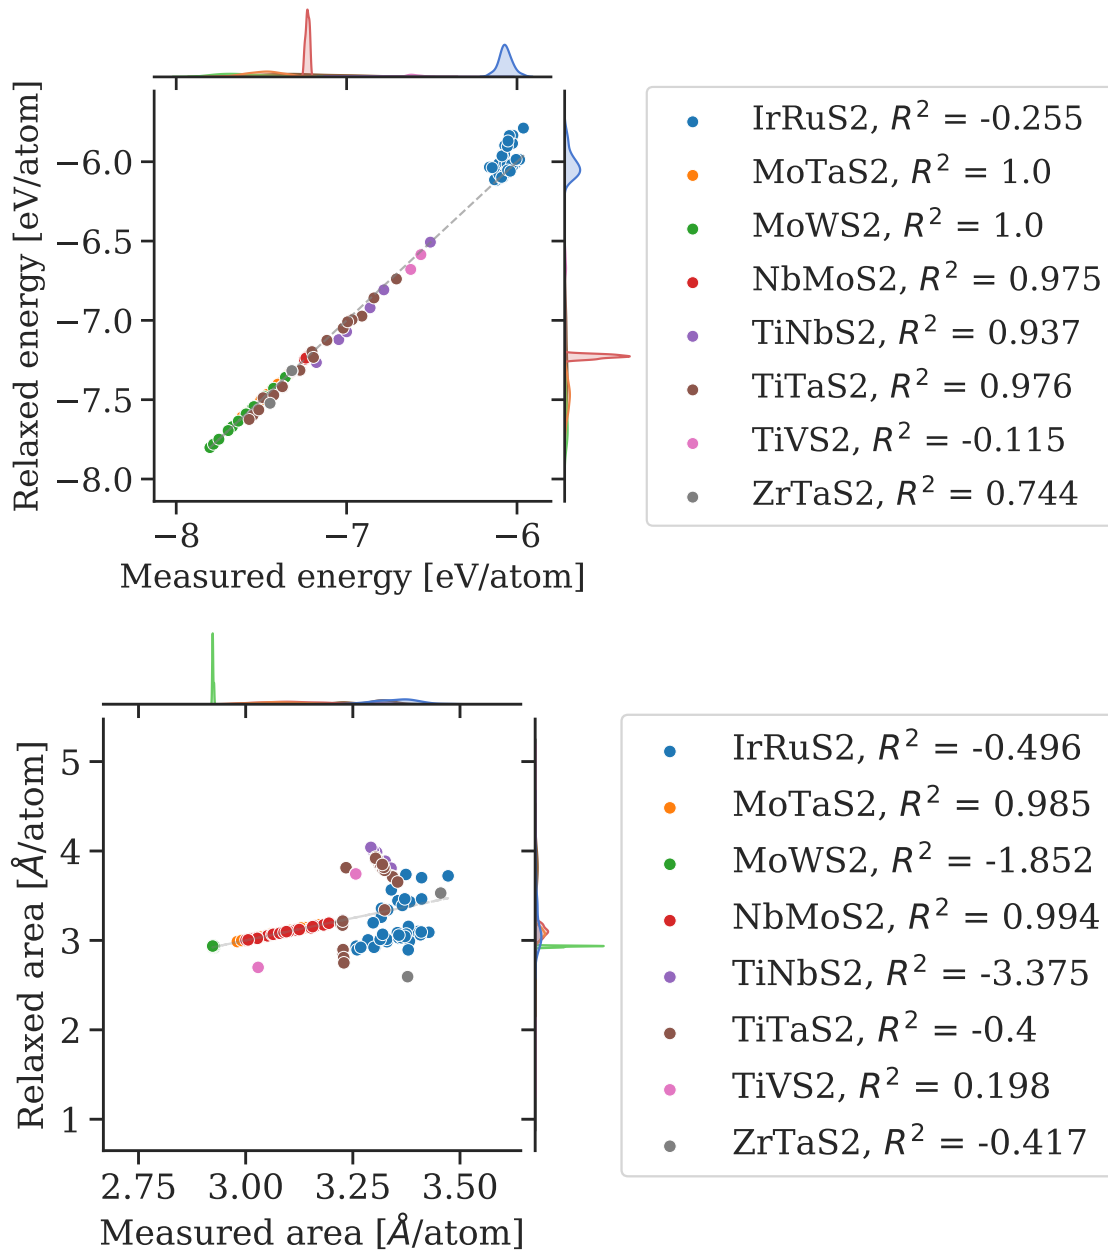 Relaxed energy [eV/atom]
−6.0
−6.5
−7.0
−7.5
−8.0
−8 −7 −6
Measured energy [eV/atom]
IrRuS2, R² = -0.255
MoTaS2, R² = 1.0
MoWS2, R² = 1.0
NbMoS2, R² = 0.975
TiNbS2, R² = 0.937
TiTaS2, R² = 0.976
TiVS2, R² = -0.115
ZrTaS2, R² = 0.744
Relaxed area [Å/atom]
5
4
3
2
1
2.75 3.00 3.25 3.50
Measured area [Å/atom]
IrRuS2, R² = -0.496
MoTaS2, R² = 0.985
MoWS2, R² = -1.852
NbMoS2, R² = 0.994
TiNbS2, R² = -3.375
TiTaS2, R² = -0.4
TiVS2, R² = 0.198
ZrTaS2, R² = -0.417